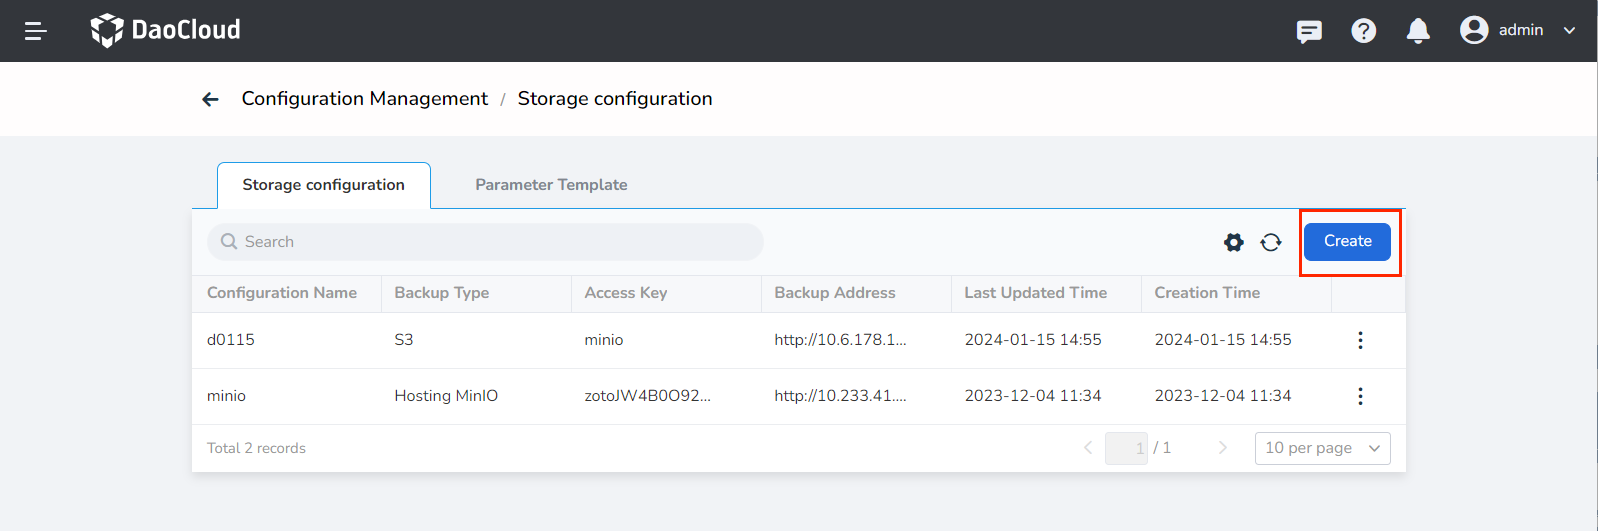 DaoCloud
admin
Configuration Management / Storage configuration
Storage configuration
Parameter Template
Search
Create
Configuration Name Backup Type Access Key Backup Address Last Updated Time Creation Time
d0115 S3 minio http://10.6.178.1... 2024-01-15 14:55 2024-01-15 14:55
minio Hosting MinIO zotoJW4B0O92... http://10.233.41.... 2023-12-04 11:34 2023-12-04 11:34
Total 2 records
1 / 1
10 per page